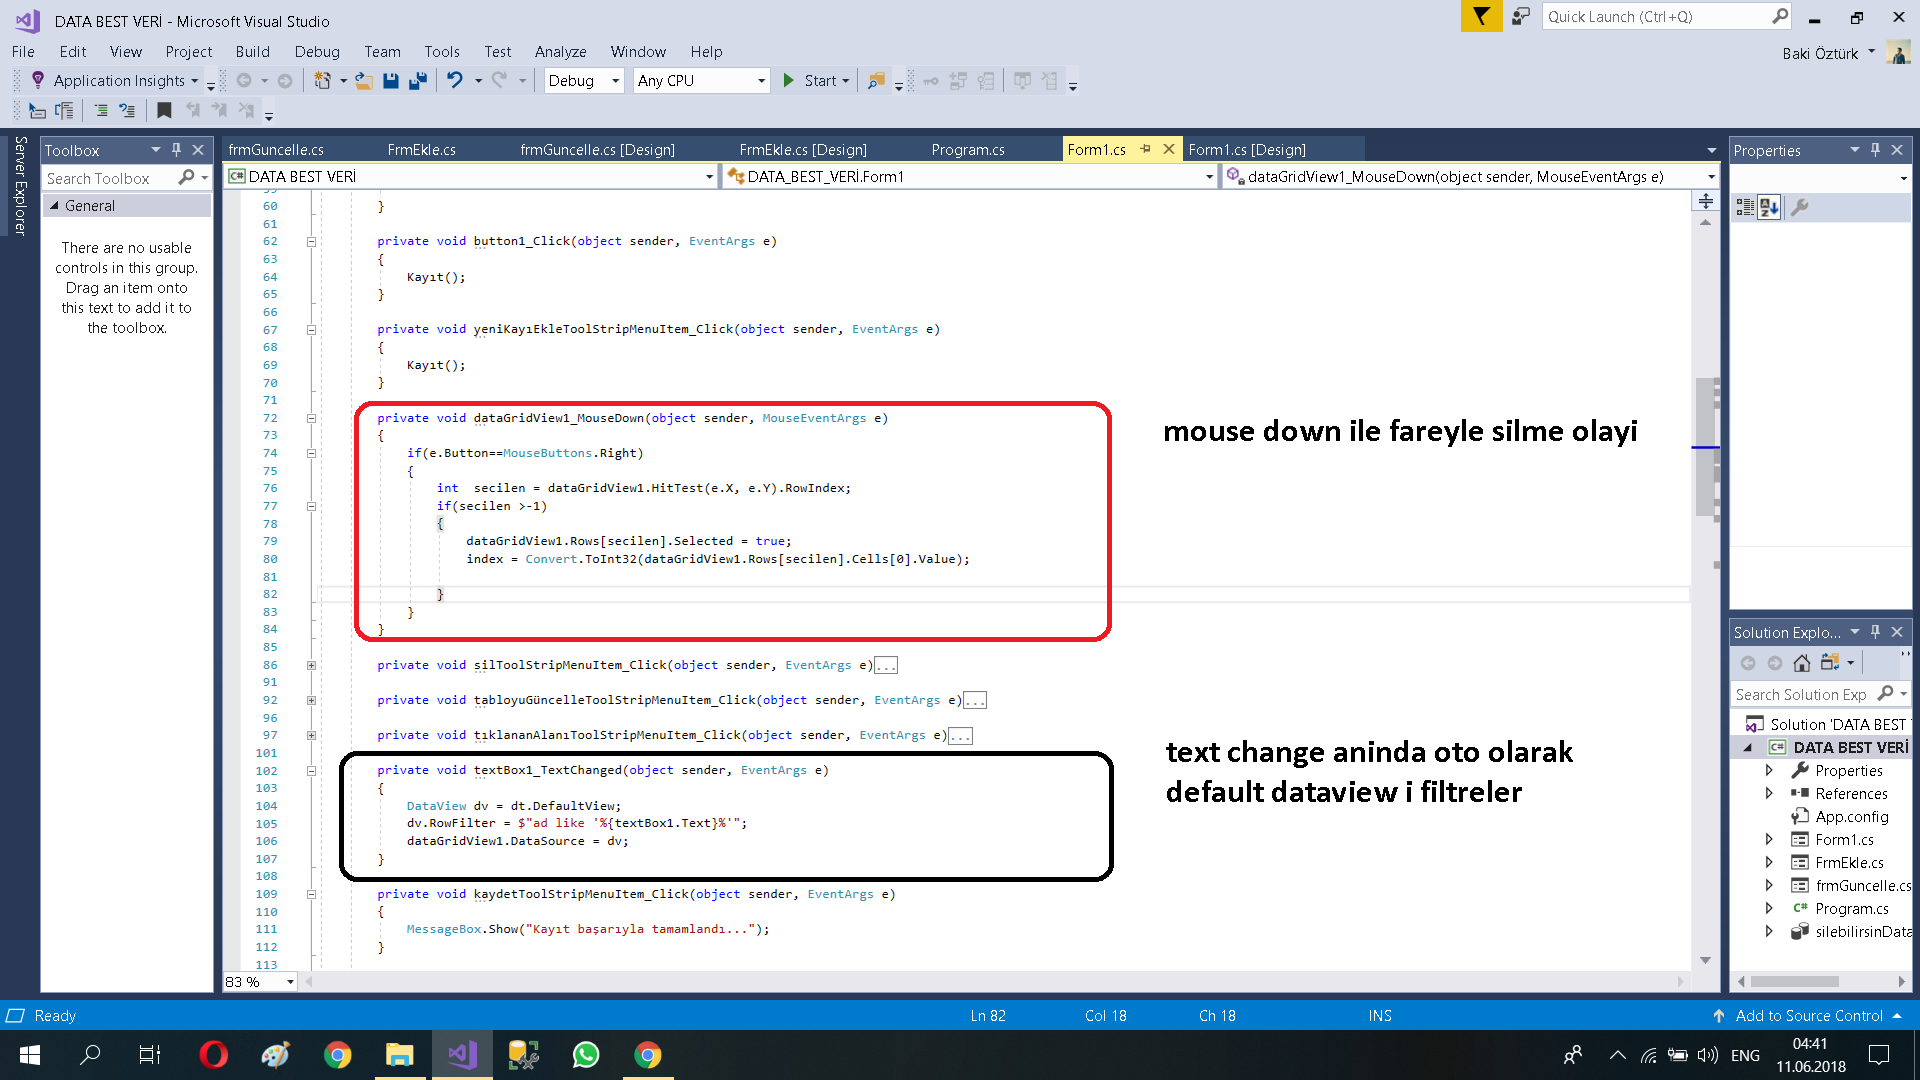 DATA BEST VERİ - Microsoft Visual Studio
Quick Launch (Ctrl+Q)
File Edit View Project Build Debug Team Tools Test Analyze Window Help
Baki Öztürk
Application Insights
Debug
Any CPU
Start
Server Explorer
Toolbox
Search Toolbox
General
There are no usable
controls in this group.
Drag an item onto
this text to add it to
the toolbox.
frmGuncelle.cs FrmEkle.cs frmGuncelle.cs [Design] FrmEkle.cs [Design] Program.cs Form1.cs Form1.cs [Design]
C# DATA BEST VERİ
DATA_BEST_VERİ.Form1
dataGridView1_MouseDown(object sender, MouseEventArgs e)
59
60 }
61
62 private void button1_Click(object sender, EventArgs e)
63 {
64 Kayıt();
65 }
66
67 private void yeniKayıEkleToolStripMenuItem_Click(object sender, EventArgs e)
68 {
69 Kayıt();
70 }
71
72 private void dataGridView1_MouseDown(object sender, MouseEventArgs e)
73 {
74 if(e.Button==MouseButtons.Right)
75 {
76 int secilen = dataGridView1.HitTest(e.X, e.Y).RowIndex;
77 if(secilen >-1)
78 {
79 dataGridView1.Rows[secilen].Selected = true;
80 index = Convert.ToInt32(dataGridView1.Rows[secilen].Cells[0].Value);
81
82 }
83 }
84 }
85
86 private void silToolStripMenuItem_Click(object sender, EventArgs e)...
91
92 private void tabloyuGüncelleToolStripMenuItem_Click(object sender, EventArgs e)...
96
97 private void tıklananAlanıToolStripMenuItem_Click(object sender, EventArgs e)...
101
102 private void textBox1_TextChanged(object sender, EventArgs e)
103 {
104 DataView dv = dt.DefaultView;
105 dv.RowFilter = $"ad like '%{textBox1.Text}%'";
106 dataGridView1.DataSource = dv;
107 }
108
109 private void kaydetToolStripMenuItem_Click(object sender, EventArgs e)
110 {
111 MessageBox.Show("Kayıt başarıyla tamamlandı...");
112 }
113
mouse down ile fareyle silme olayi
text change aninda oto olarak
default dataview i filtreler
83 %
Properties
Solution Explo...
Search Solution Exp
Solution 'DATA BEST
C# DATA BEST VERİ
Properties
References
App.config
Form1.cs
FrmEkle.cs
frmGuncelle.cs
C# Program.cs
silebilirsinData
Ready
Ln 82
Col 18
Ch 18
INS
Add to Source Control
ENG
04:41
11.06.2018